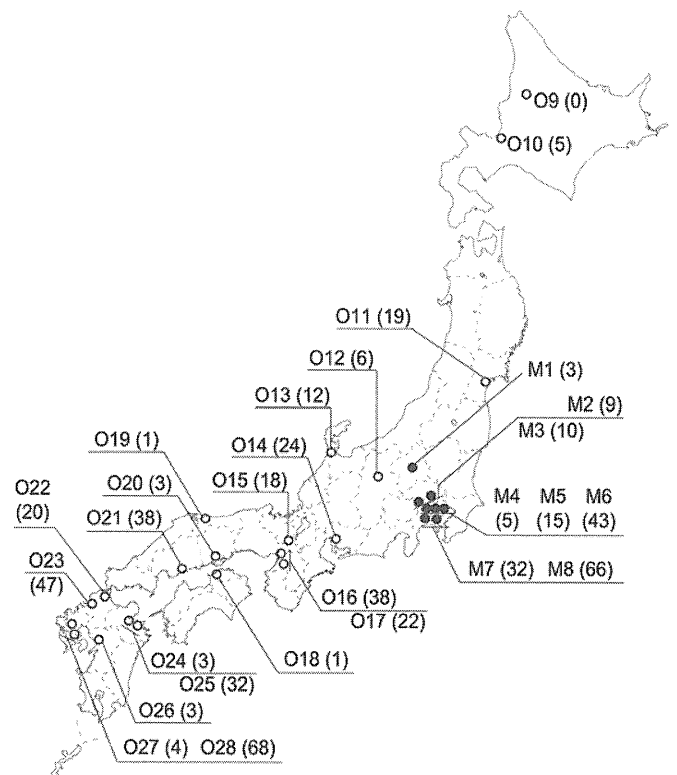 O9 (0)
O10 (5)
O11 (19)
O12 (6)
M1 (3)
O13 (12)
M2 (9)
M3 (10)
O19 (1)
O14 (24)
O20 (3)
O15 (18)
O22
(20)
O21 (38)
M4 M5 M6
(5) (15) (43)
O23
(47)
M7 (32) M8 (66)
O16 (38)
O17 (22)
O24 (3)
O18 (1)
O25 (32)
O26 (3)
O27 (4) O28 (68)